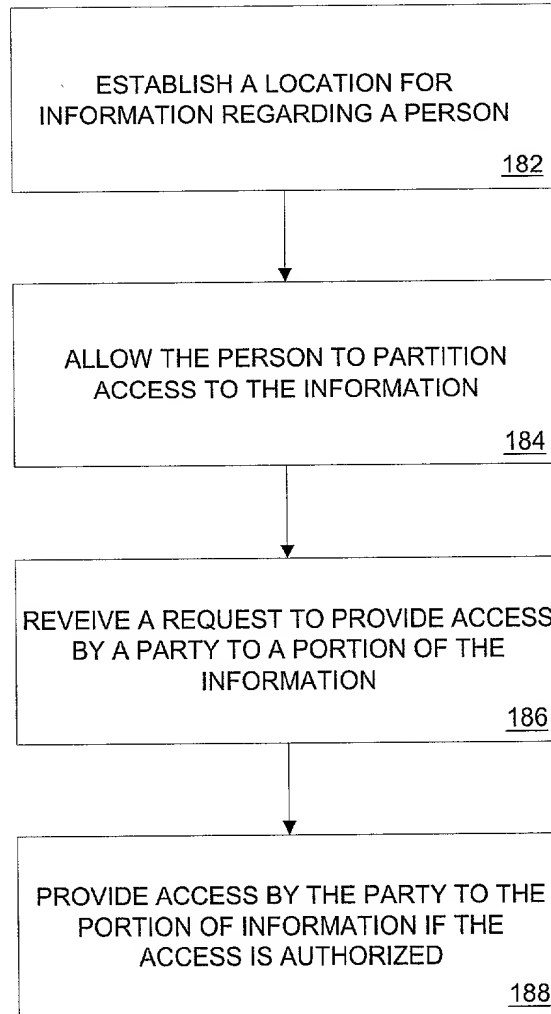 ESTABLISH A LOCATION FOR
INFORMATION REGARDING A PERSON
182
ALLOW THE PERSON TO PARTITION
ACCESS TO THE INFORMATION
184
REVEIVE A REQUEST TO PROVIDE ACCESS
BY A PARTY TO A PORTION OF THE
INFORMATION
186
PROVIDE ACCESS BY THE PARTY TO THE
PORTION OF INFORMATION IF THE
ACCESS IS AUTHORIZED
188